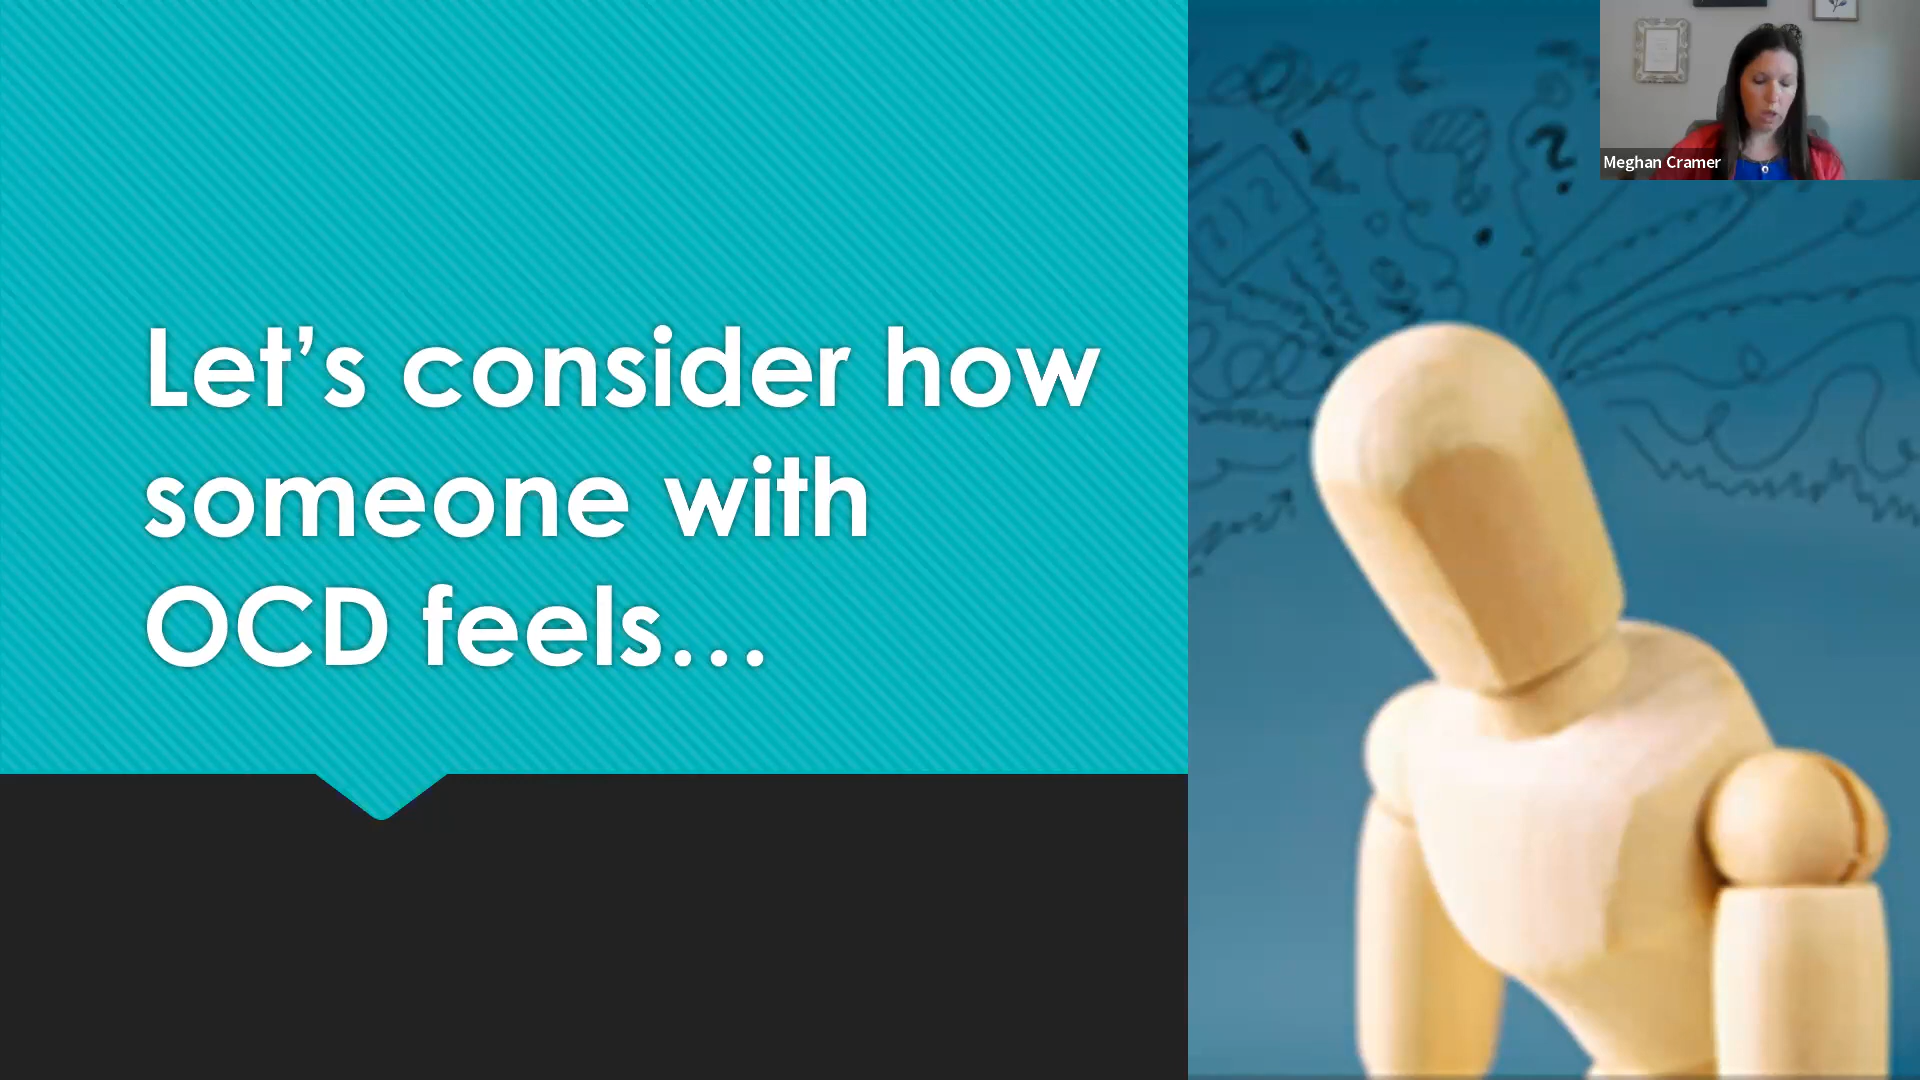 Let’s consider how
someone with
OCD feels…
?
Meghan Cramer